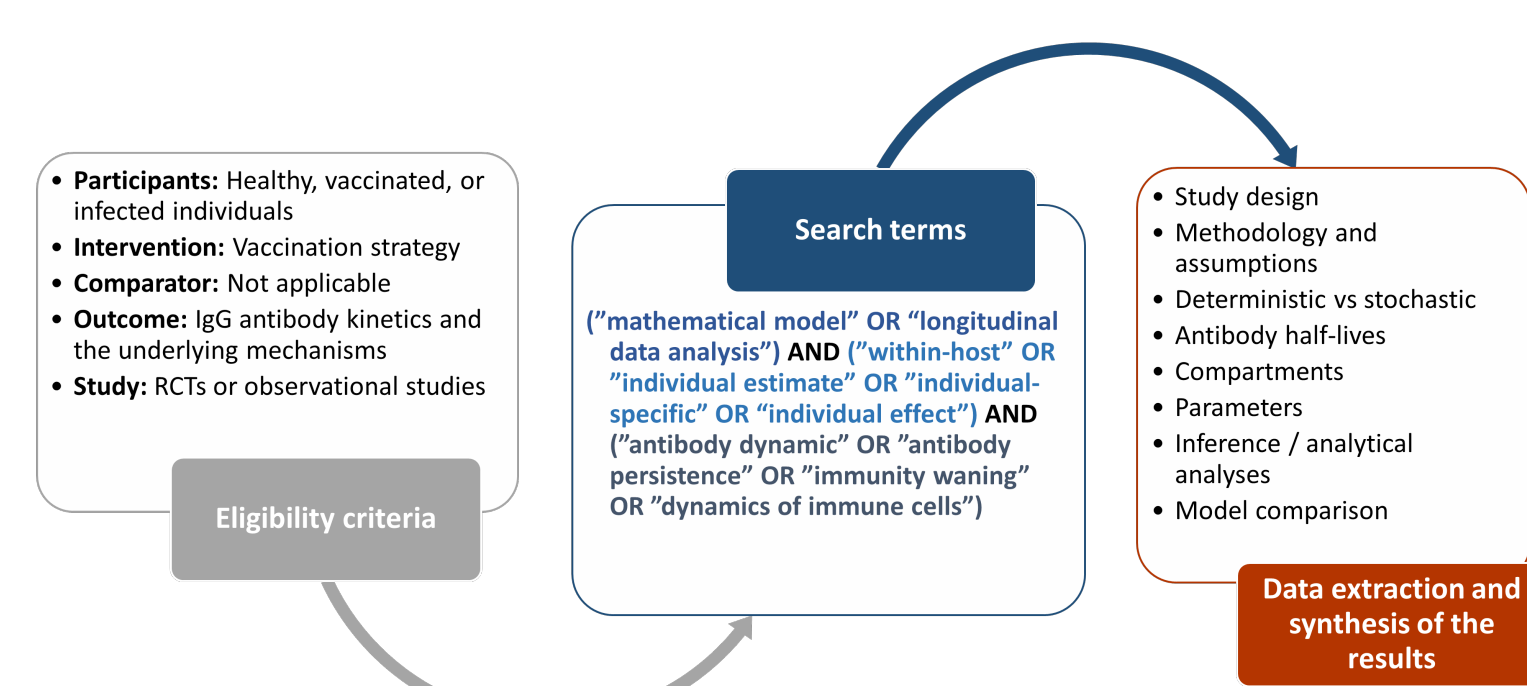 • Participants: Healthy, vaccinated, or
infected individuals
• Intervention: Vaccination strategy
• Comparator: Not applicable
• Outcome: IgG antibody kinetics and
the underlying mechanisms
• Study: RCTs or observational studies
Eligibility criteria
Search terms
(”mathematical model” OR “longitudinal
data analysis”) AND (”within-host” OR
”individual estimate” OR ”individual-
specific” OR “individual effect”) AND
(”antibody dynamic” OR ”antibody
persistence” OR ”immunity waning”
OR ”dynamics of immune cells”)
• Study design
• Methodology and
assumptions
• Deterministic vs stochastic
• Antibody half-lives
• Compartments
• Parameters
• Inference / analytical
analyses
• Model comparison
Data extraction and
synthesis of the
results